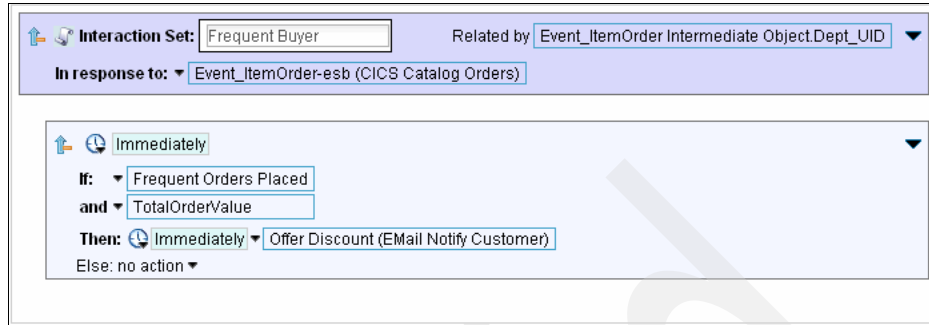 Interaction Set: Frequent Buyer Related by Event_ItemOrder Intermediate Object.Dept_UID
In response to: Event_ItemOrder-esb (CICS Catalog Orders)
Immediately
If: Frequent Orders Placed
and TotalOrderValue
Then: Immediately Offer Discount (EMail Notify Customer)
Else: no action